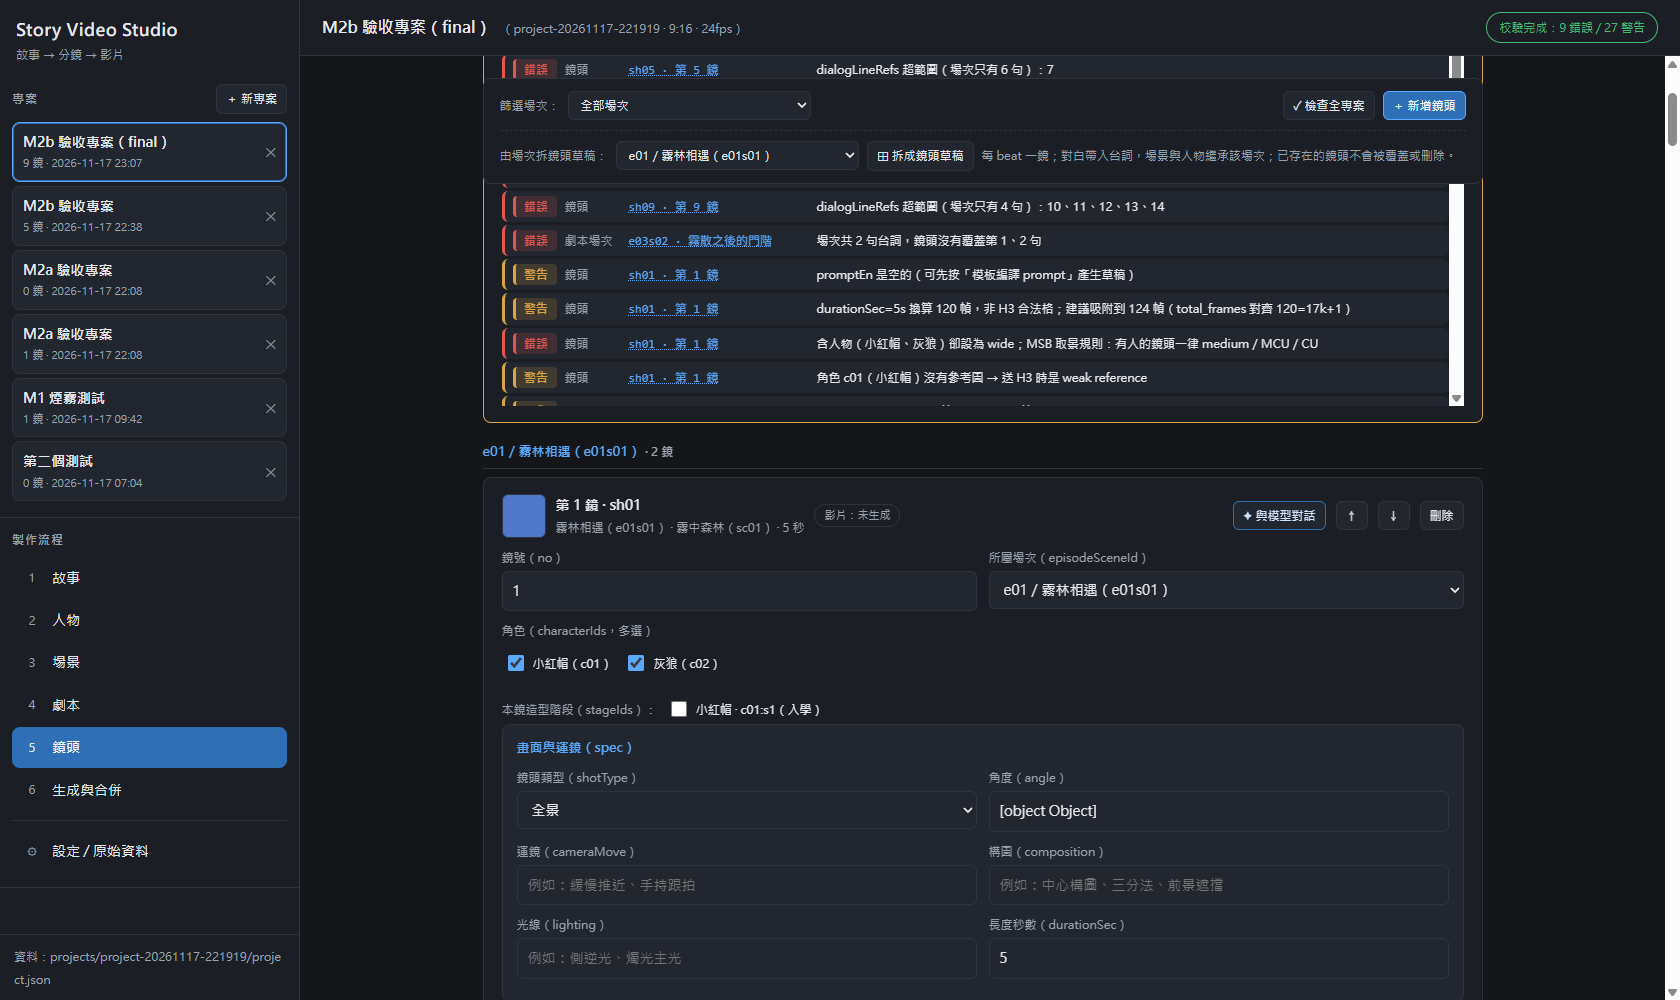 Story Video Studio
故事 → 分鏡 → 影片
專案
+ 新專案
M2b 驗收專案（final）
9 鏡 · 2026-11-17 23:07
M2b 驗收專案
5 鏡 · 2026-11-17 22:38
M2a 驗收專案
0 鏡 · 2026-11-17 22:08
M2a 驗收專案
1 鏡 · 2026-11-17 22:08
M1 煙霧測試
1 鏡 · 2026-11-17 09:42
第二個測試
0 鏡 · 2026-11-17 07:04
製作流程
1 故事
2 人物
3 場景
4 劇本
5 鏡頭
6 生成與合併
設定 / 原始資料
資料：projects/project-20261117-221919/proje
ct.json
M2b 驗收專案（final）（project-20261117-221919 · 9:16 · 24fps）
校驗完成：9 錯誤 / 27 警告
錯誤 鏡頭 sh05 · 第 5 鏡 dialogLineRefs 超範圍（場次只有 6 句）：7
篩選場次： 全部場次 ✓檢查全專案 + 新增鏡頭
由場次拆鏡頭草稿： e01 / 霧林相遇（e01s01） 拆成鏡頭草稿 每 beat 一鏡；對白帶入台詞，場景與人物繼承該場次；已存在的鏡頭不會被覆蓋或刪除。
錯誤 鏡頭 sh09 · 第 9 鏡 dialogLineRefs 超範圍（場次只有 4 句）：10、11、12、13、14
錯誤 劇本場次 e03s02 · 霧散之後的門階 場次共 2 句台詞，鏡頭沒有覆蓋第 1、2 句
警告 鏡頭 sh01 · 第 1 鏡 promptEn 是空的（可先按「模板編譯 prompt」產生草稿）
警告 鏡頭 sh01 · 第 1 鏡 durationSec=5s 換算 120 幀，非 H3 合法格；建議吸附到 124 幀（total_frames 對齊 120=17k+1）
錯誤 鏡頭 sh01 · 第 1 鏡 含人物（小紅帽、灰狼）卻設為 wide；MSB 取景規則：有人的鏡頭一律 medium / MCU / CU
警告 鏡頭 sh01 · 第 1 鏡 角色 c01（小紅帽）沒有參考圖 → 送 H3 時是 weak reference
e01 / 霧林相遇（e01s01） · 2 鏡
第 1 鏡 · sh01
霧林相遇（e01s01） · 霧中森林（sc01） · 5 秒
影片：未生成
✦ 與模型對話 ↑ ↓ 刪除
鏡號（no）
1
所屬場次（episodeSceneId）
e01 / 霧林相遇（e01s01）
角色（characterIds，多選）
小紅帽（c01） 灰狼（c02）
本鏡造型階段（stageIds）： 小紅帽 · c01:s1（入學）
畫面與運鏡（spec）
鏡頭類型（shotType）
全景
角度（angle）
[object Object]
運鏡（cameraMove）
例如：緩慢推近、手持跟拍
構圖（composition）
例如：中心構圖、三分法、前景遮擋
光線（lighting）
例如：側逆光、燭光主光
長度秒數（durationSec）
5